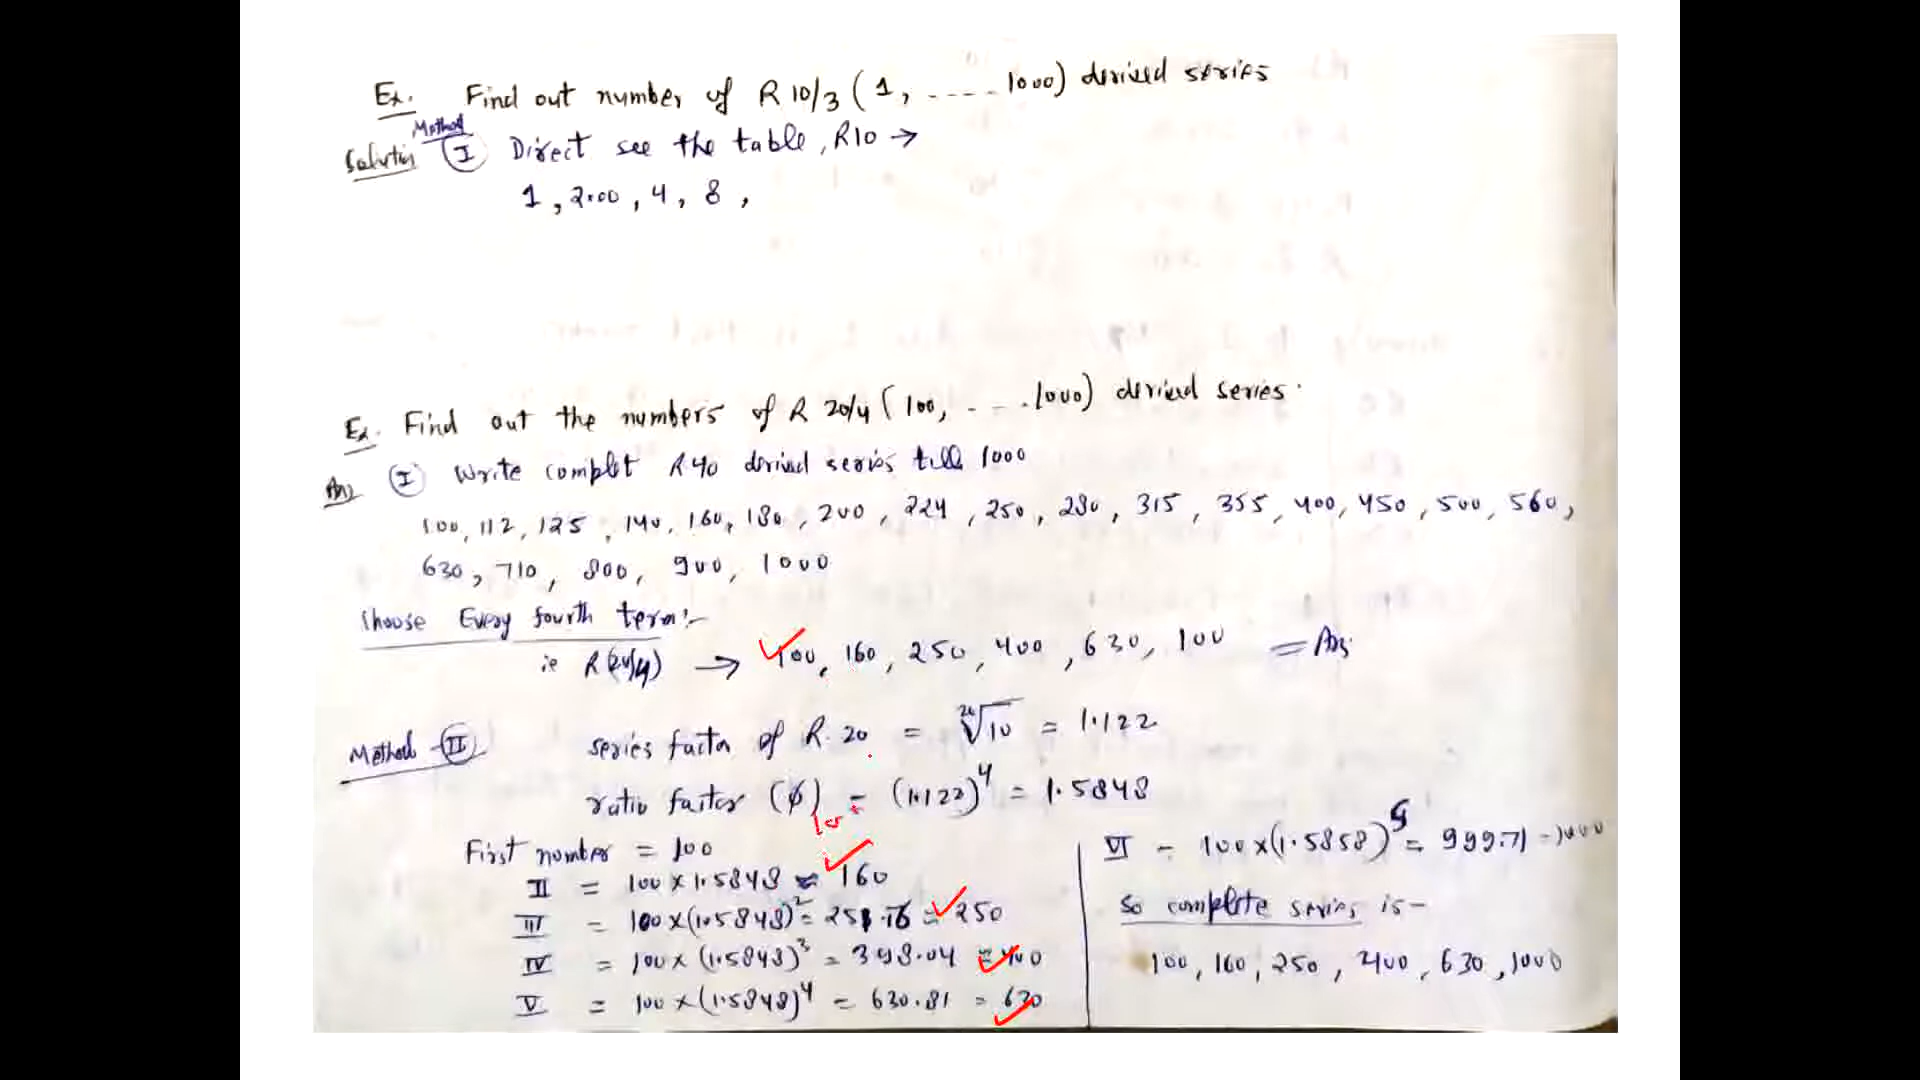 Ex. Find out number of R 10/3 (1, ..... 1000) derived series
Method
Solution I Direct see the table, R10 →
1, 2.00, 4, 8,
Ex. Find out the numbers of R 20/4 (100, - - - .1000) derived series.
Ans I Write complet R40 derived series till 1000
100, 112, 125, 140, 160, 180, 200, 224, 250, 280, 315, 355, 400, 450, 500, 560,
630, 710, 800, 900, 1000
Choose Every fourth term:-
ie R(20/4) → 100, 160, 250, 400, 630, 100 = Ans
Method - II series factor of R. 20 = ²⁰√10 = 1.122
ratio factor (ϕ) = (1.122)⁴ = 1.5848
First number = 100
II = 100 x 1.5848 = 160
III = 100 x (1.5848)² = 251.16 = 250
IV = 100 x (1.5848)³ = 398.04 = 400
V = 100 x (1.5848)⁴ = 630.81 = 630
VI - 100 x (1.5858)⁵ = 999.71 = 1000
So complete series is -
100, 160, 250, 400, 630, 1000